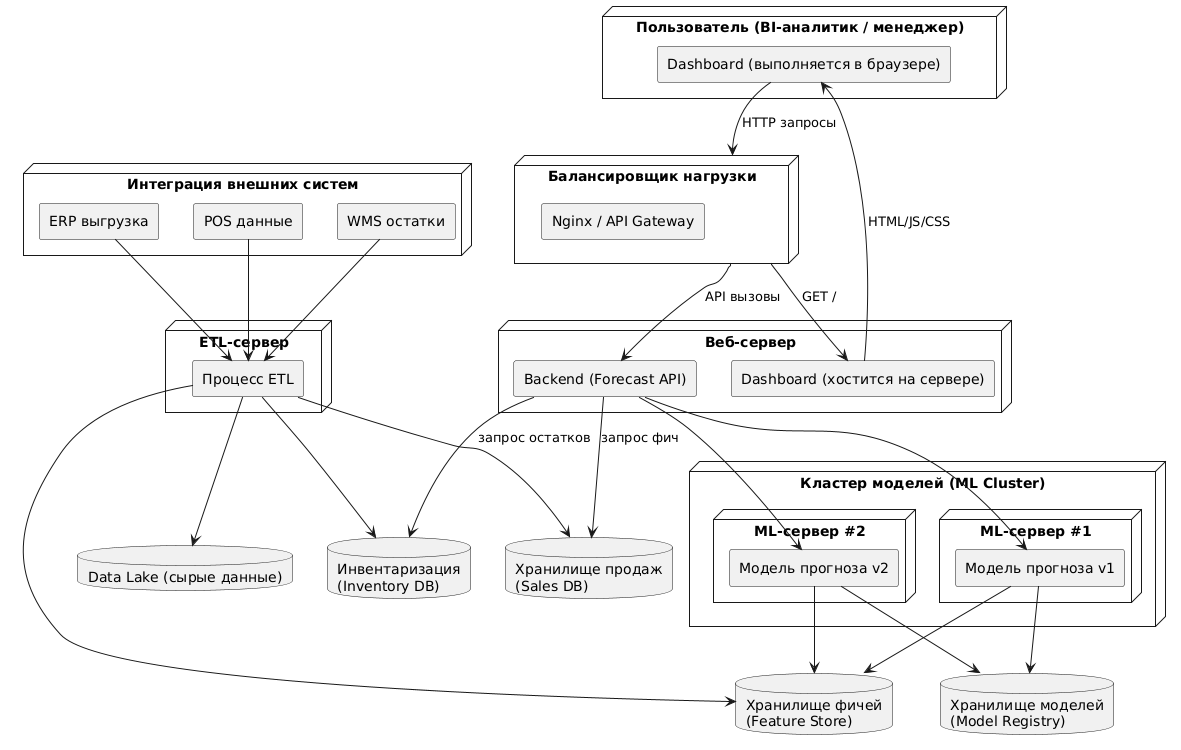 Пользователь (BI-аналитик / менеджер)
Dashboard (выполняется в браузере)
HTTP запросы
Интеграция внешних систем
ERP выгрузка
POS данные
WMS остатки
Балансировщик нагрузки
Nginx / API Gateway
HTML/JS/CSS
API вызовы
GET /
ETL-сервер
Процесс ETL
Веб-сервер
Backend (Forecast API)
Dashboard (хостится на сервере)
запрос остатков
запрос фич
Кластер моделей (ML Cluster)
ML-сервер #2
Модель прогноза v2
ML-сервер #1
Модель прогноза v1
Data Lake (сырые данные)
Инвентаризация
(Inventory DB)
Хранилище продаж
(Sales DB)
Хранилище фичей
(Feature Store)
Хранилище моделей
(Model Registry)